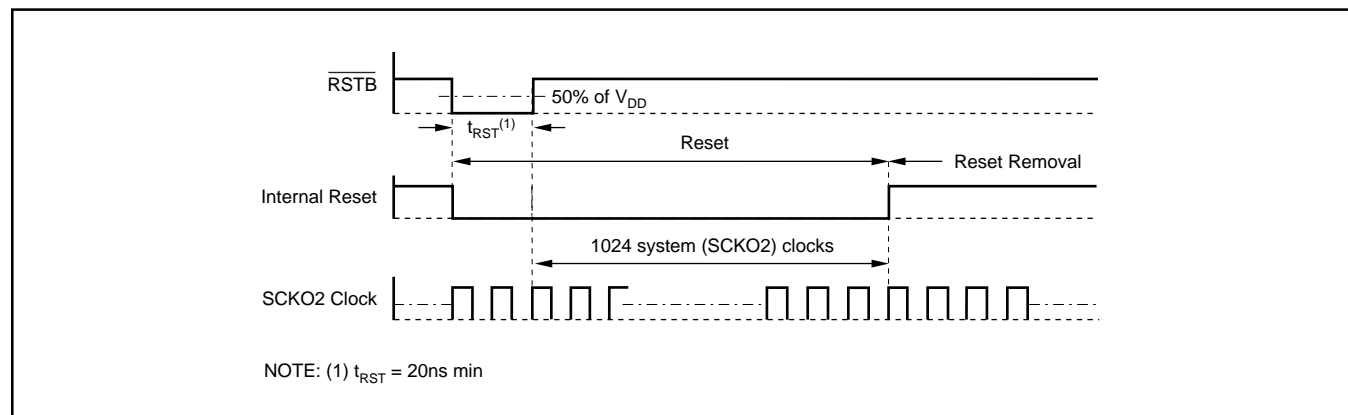 RSTB
50% of VDD
tRST(1)
Reset
Reset Removal
Internal Reset
1024 system (SCKO2) clocks
SCKO2 Clock
NOTE: (1) tRST = 20ns min